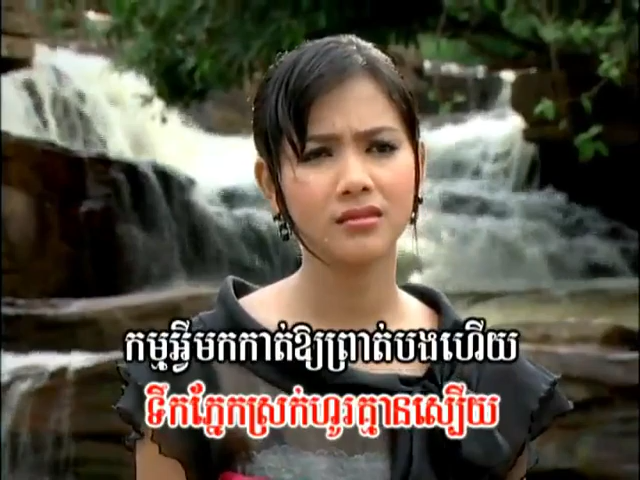 កម្មអ្វីមកកាត់ឱ្យព្រាត់បងហើយ
ទឹកភ្នែកស្រក់ហូរគ្មានស្បើយ